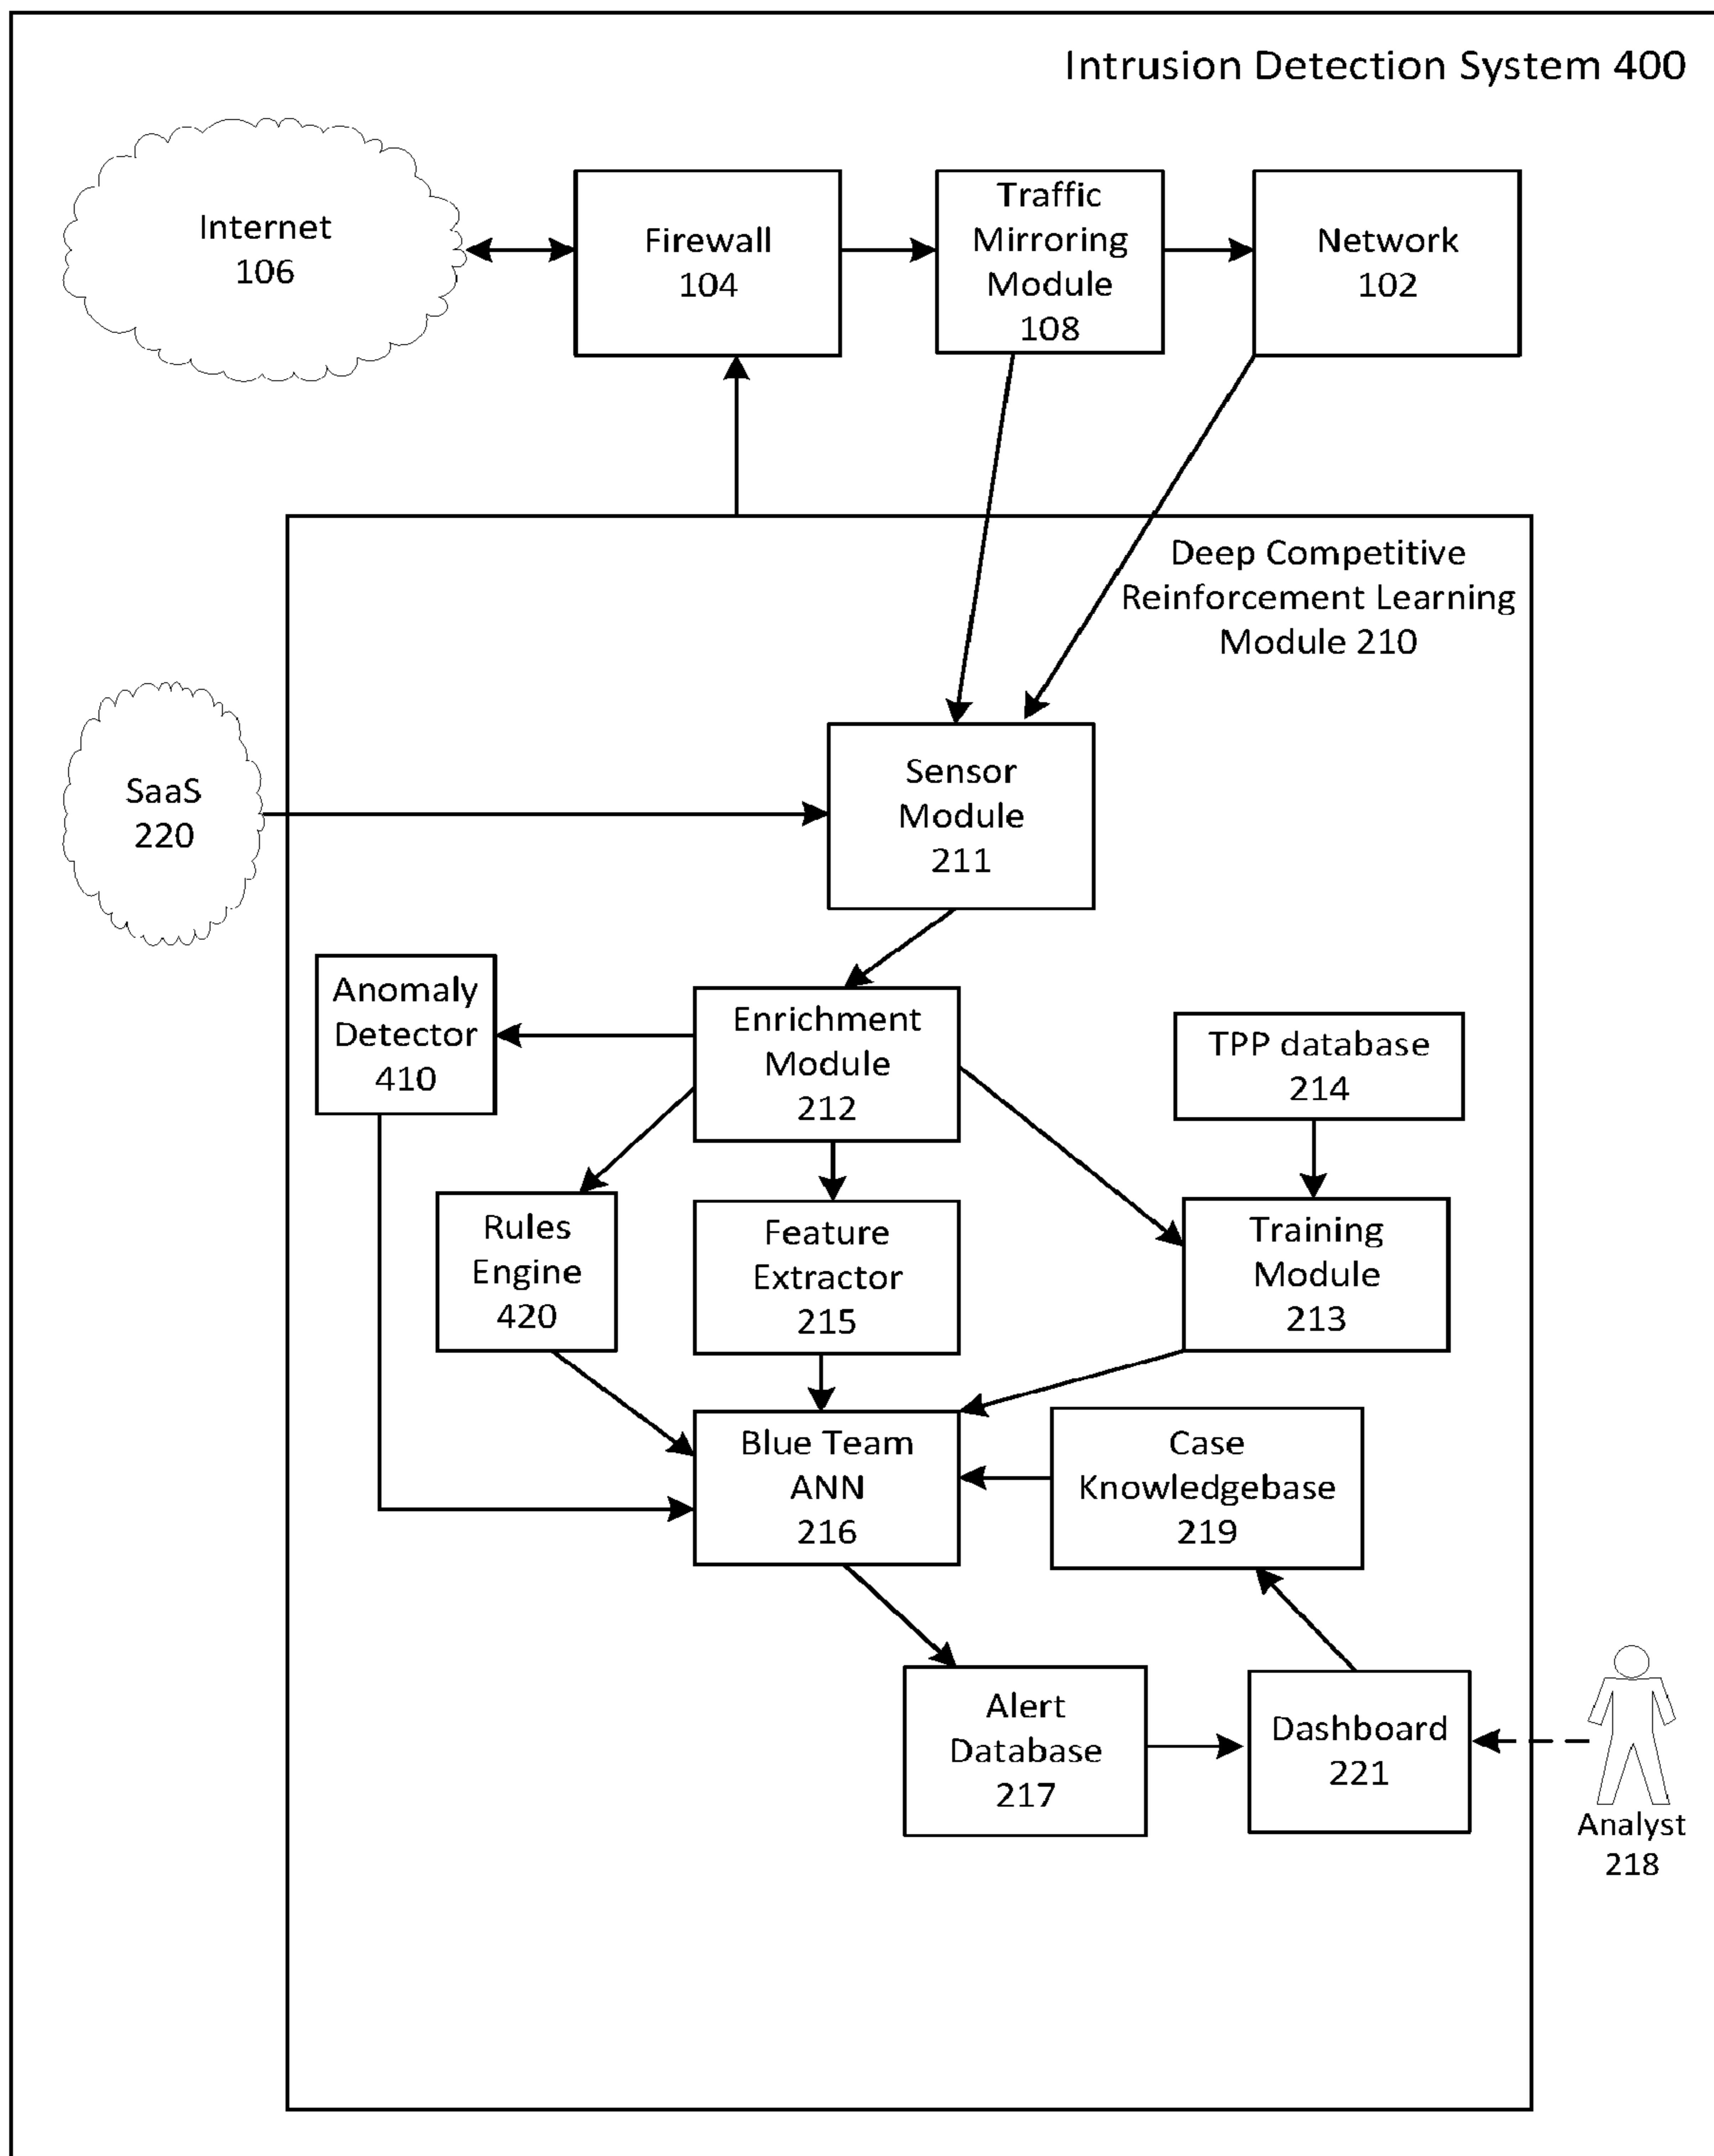 Intrusion Detection System 400
Internet
106
Firewall
104
Traffic
Mirroring
Module
108
Network
102
Deep Competitive
Reinforcement Learning
Module 210
SaaS
220
Sensor
Module
211
Anomaly
Detector
410
Enrichment
Module
212
TPP database
214
Rules
Engine
420
Feature
Extractor
215
Training
Module
213
Blue Team
ANN
216
Case
Knowledgebase
219
Alert
Database
217
Dashboard
221
Analyst
218